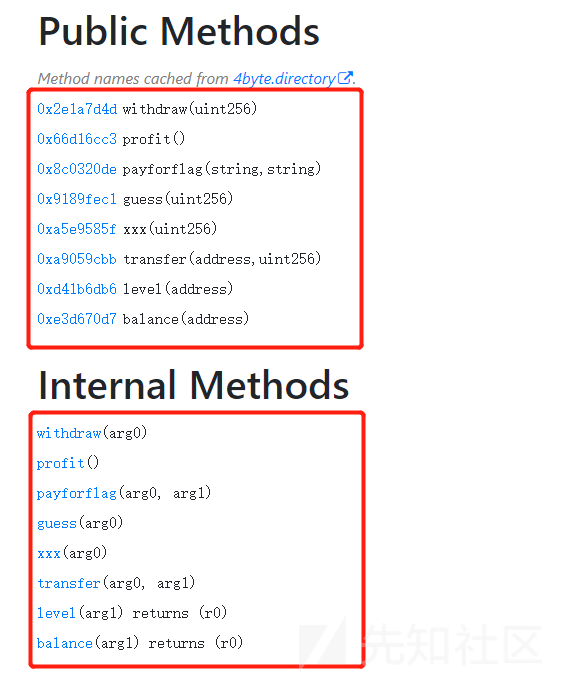 Public Methods
Method names cached from 4byte.directory.
0x2e1a7d4d withdraw(uint256)
0x66d16cc3 profit()
0x8c0320de payforflag(string,string)
0x9189fec1 guess(uint256)
0xa5e9585f xxx(uint256)
0xa9059cbb transfer(address,uint256)
0xd41b6db6 level(address)
0xe3d670d7 balance(address)
Internal Methods
withdraw(arg0)
profit()
payforflag(arg0, arg1)
guess(arg0)
xxx(arg0)
transfer(arg0, arg1)
level(arg1) returns (r0)
balance(arg1) returns (r0)
先知社区